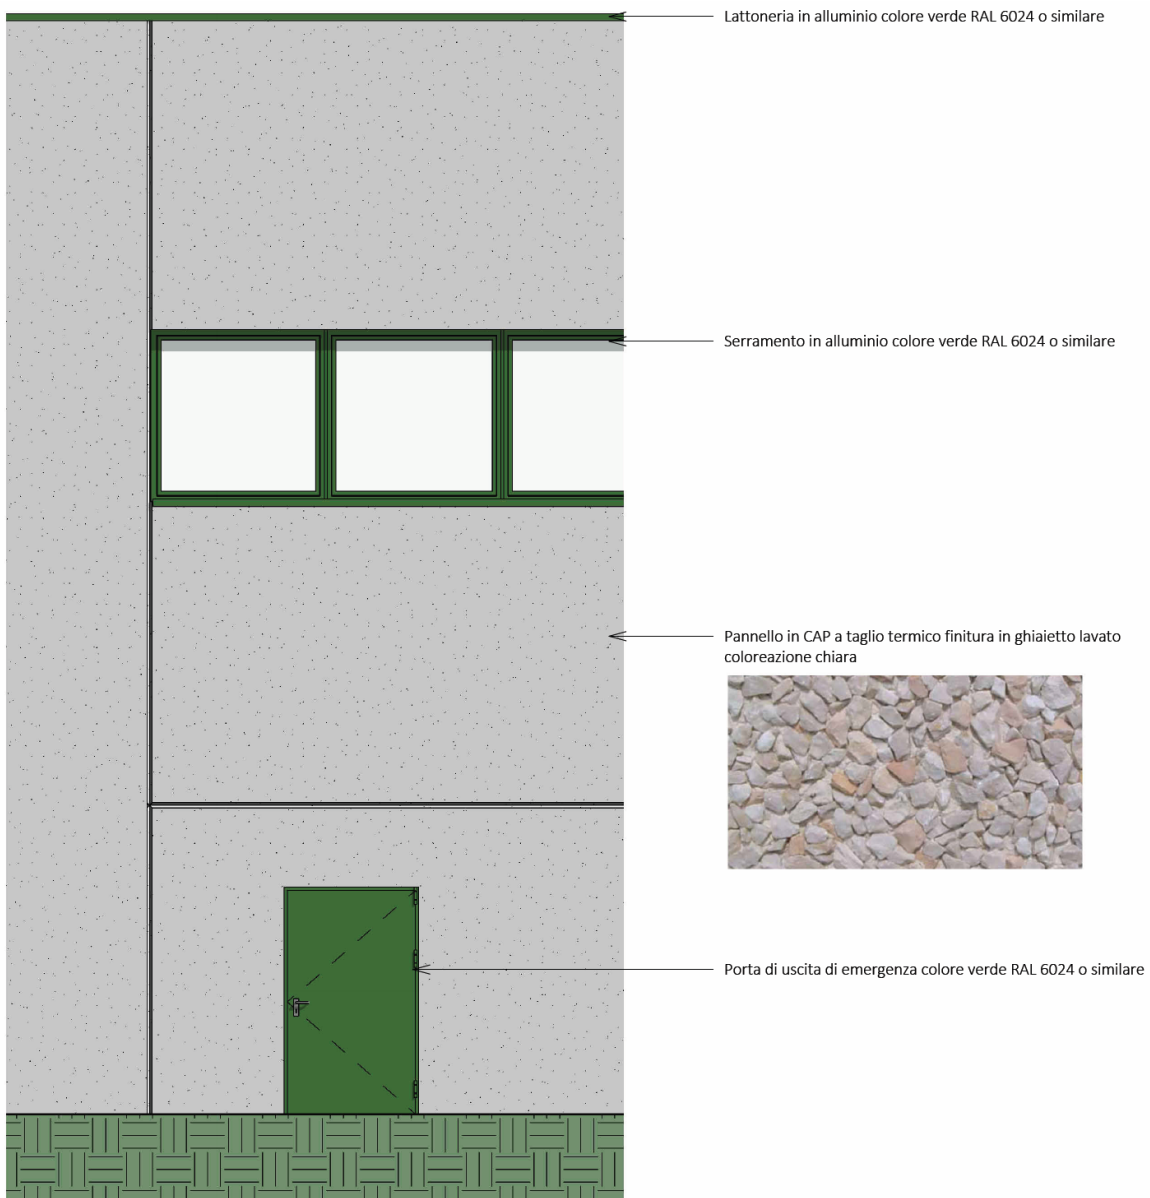 Lattoneria in alluminio colore verde RAL 6024 o similare
Serramento in alluminio colore verde RAL 6024 o similare
Pannello in CAP a taglio termico finitura in ghiaietto lavato
coloreazione chiara
Porta di uscita di emergenza colore verde RAL 6024 o similare